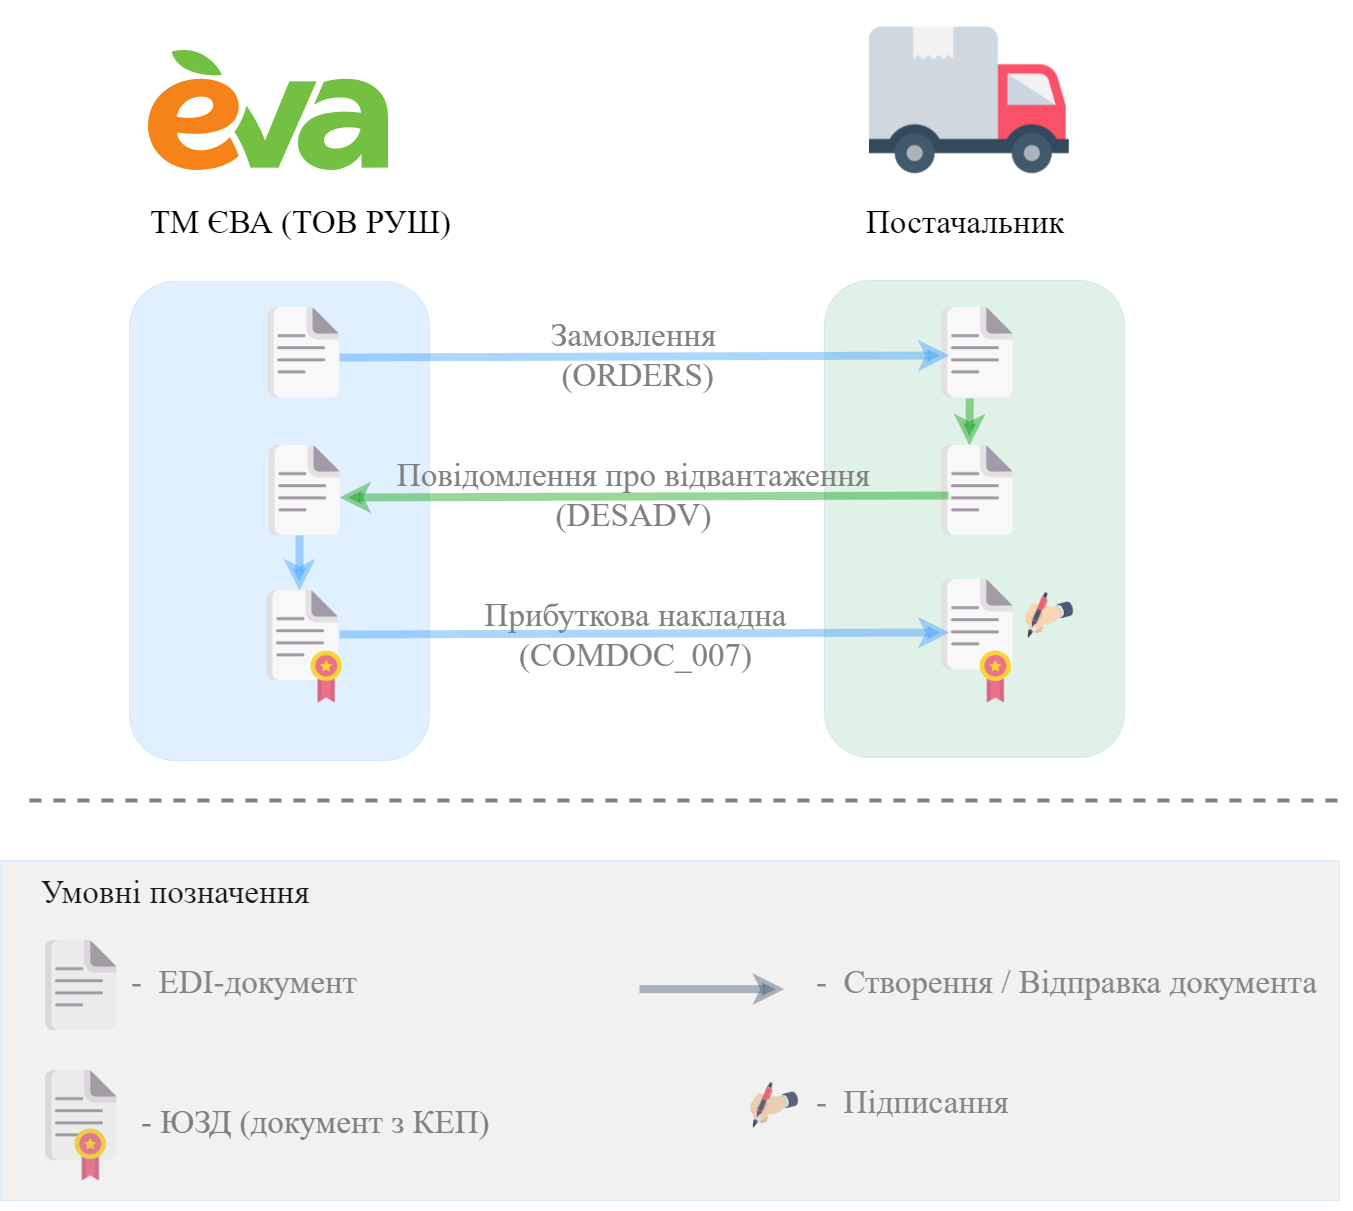 eva
ТМ ЄВА (ТОВ РУШ)
Постачальник
Замовлення
(ORDERS)
Повідомлення про відвантаження
(DESADV)
Прибуткова накладна
(COMDOC_007)
Умовні позначення
- EDI-документ
- Створення / Відправка документа
- ЮЗД (документ з КЕП)
- Підписання